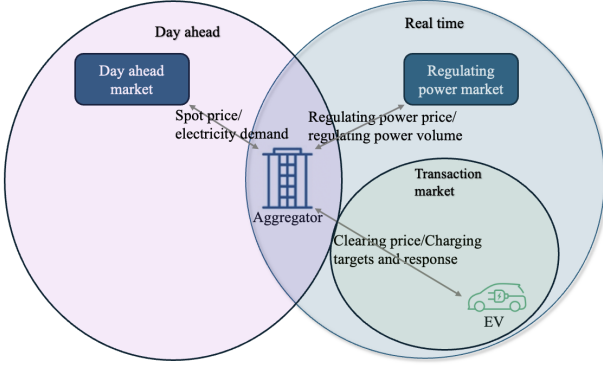 Day ahead
Real time
Day ahead
market
Regulating
power market
Spot price/
electricity demand
Regulating power price/
regulating power volume
Transaction
market
Aggregator
Clearing price/Charging
targets and response
EV